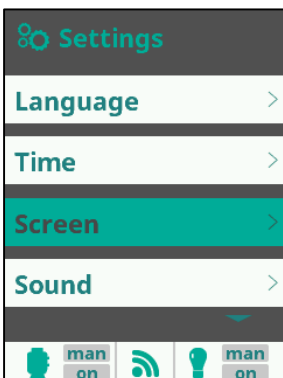 Settings
Language
Time
Screen
Sound
man man
on on